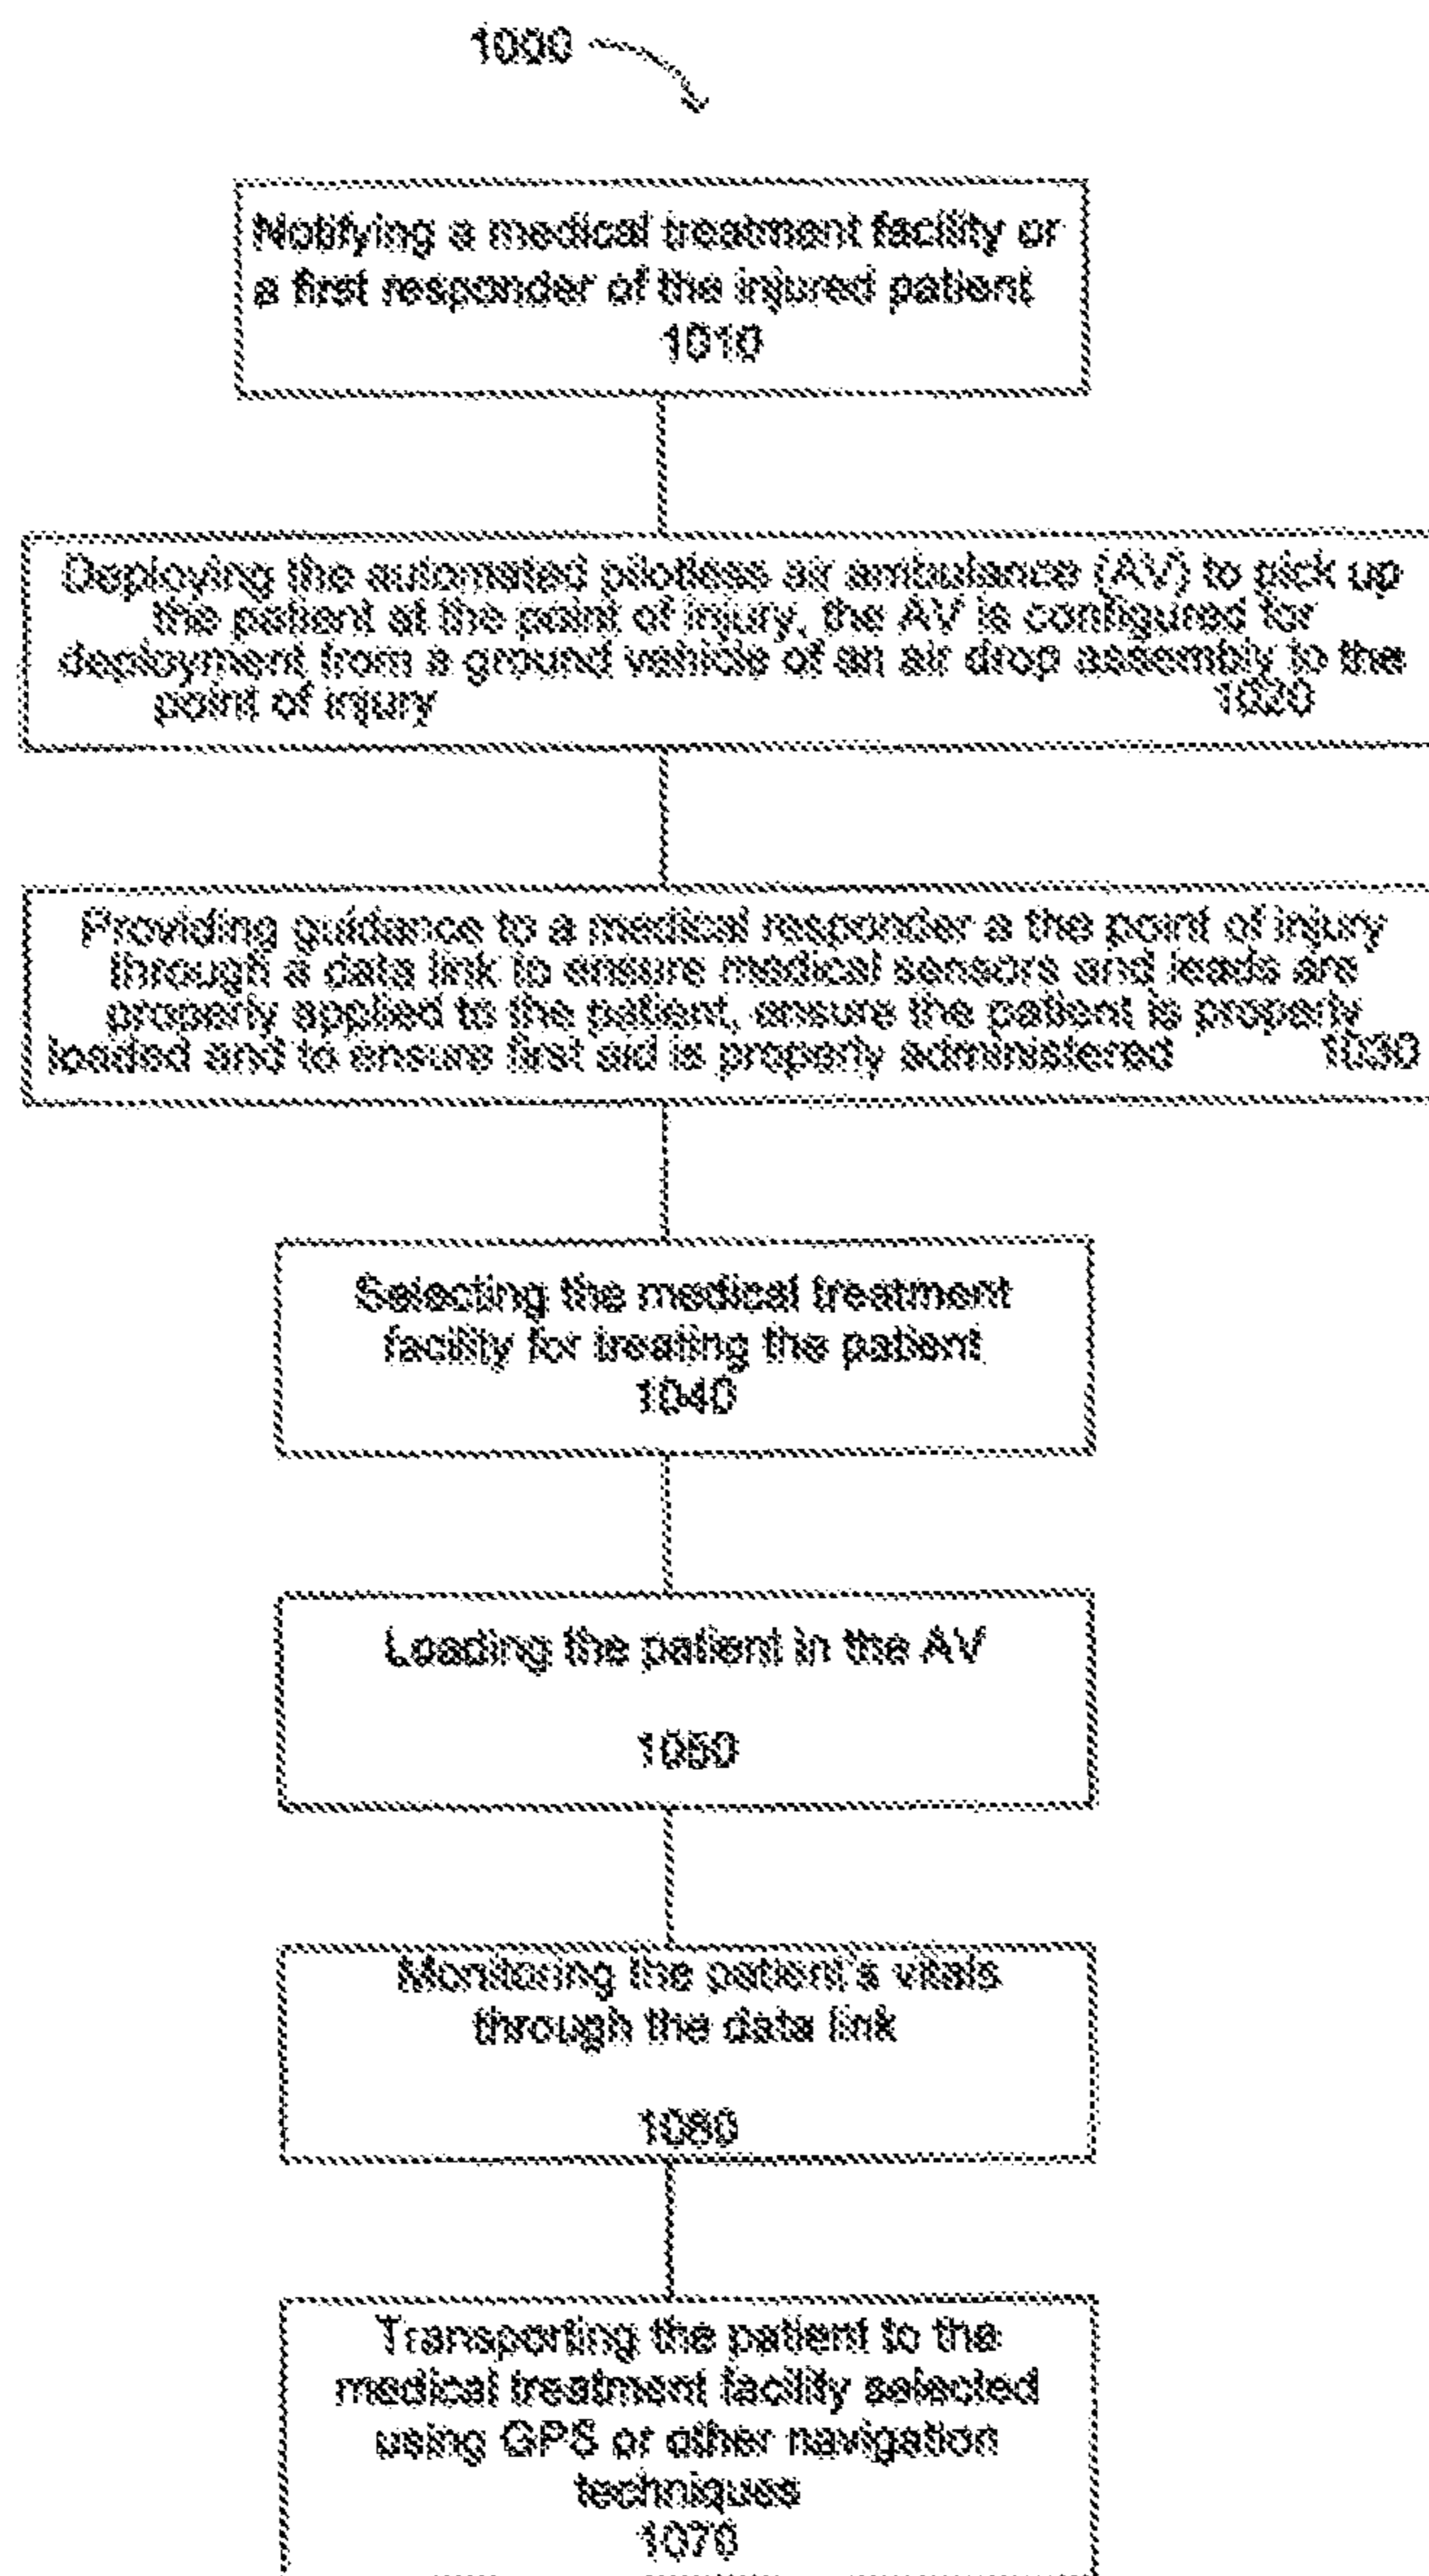 1000
Notifying a medical treatment facility or
a first responder of the injured patient
1010
Deploying the automated pilotless air ambulance (AV) to pick up
the patient at the point of injury, the AV is configured for
deployment from a ground vehicle of an air drop assembly to the
point of injury 1020
Providing guidance to a medical responder a the point of injury
through a data link to ensure medical sensors and leads are
properly applied to the patient, ensure the patient is properly
loaded and to ensure first aid is properly administered 1030
Selecting the medical treatment
facility for treating the patient
1040
Loading the patient in the AV
1050
Monitoring the patient's vitals
through the data link
1060
Transporting the patient to the
medical treatment facility selected
using GPS or other navigation
techniques
1070